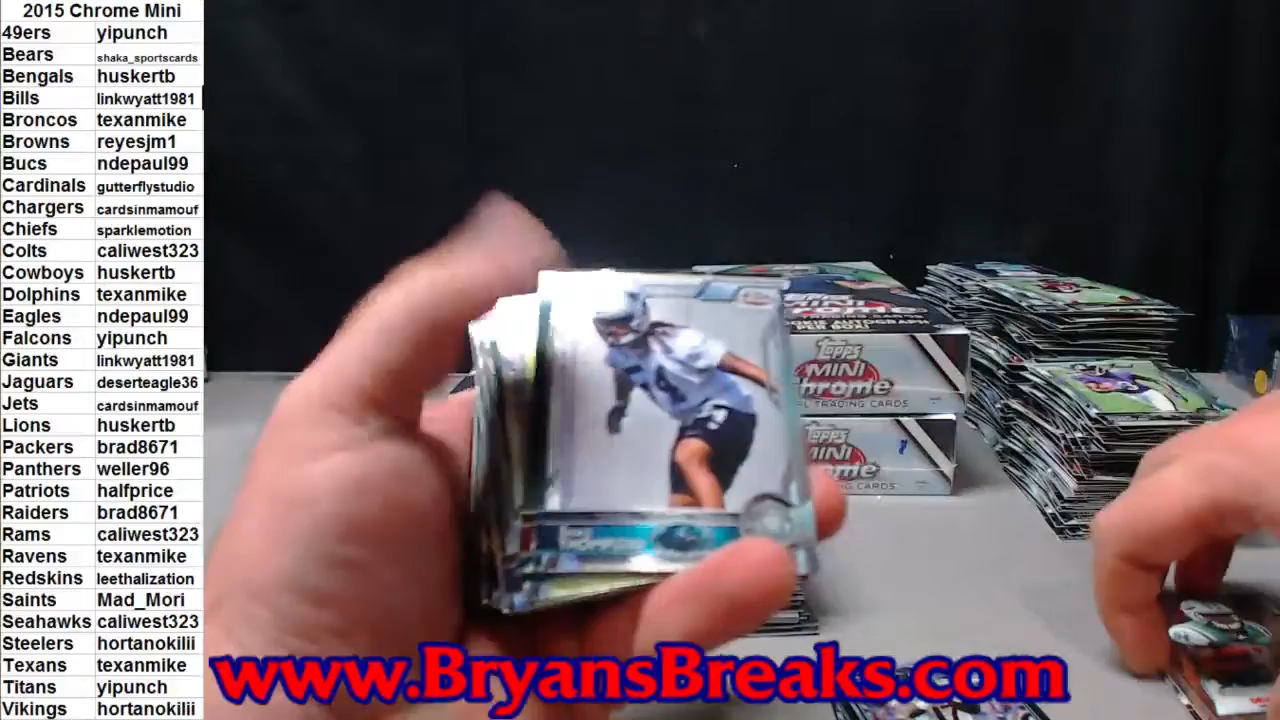 2015 Chrome Mini
49ers yipunch
Bears shaka_sportscards
Bengals huskertb
Bills linkwyatt1981
Broncos texanmike
Browns reyesjm1
Bucs ndepaul99
Cardinals gutterflystudio
Chargers cardsinmamouf
Chiefs sparklemotion
Colts caliwest323
Cowboys huskertb
Dolphins texanmike
Eagles ndepaul99
Falcons yipunch
Giants linkwyatt1981
Jaguars deserteagle36
Jets cardsinmamouf
Lions huskertb
Packers brad8671
Panthers weller96
Patriots halfprice
Raiders brad8671
Rams caliwest323
Ravens texanmike
Redskins leethalization
Saints Mad_Mori
Seahawks caliwest323
Steelers hortanokilii
Texans texanmike
Titans yipunch
Vikings hortanokilii
MINI
Topps
MINI
Chrome
TRADING CARDS
Topps
MINI
CARDS
www.BryansBreaks.com